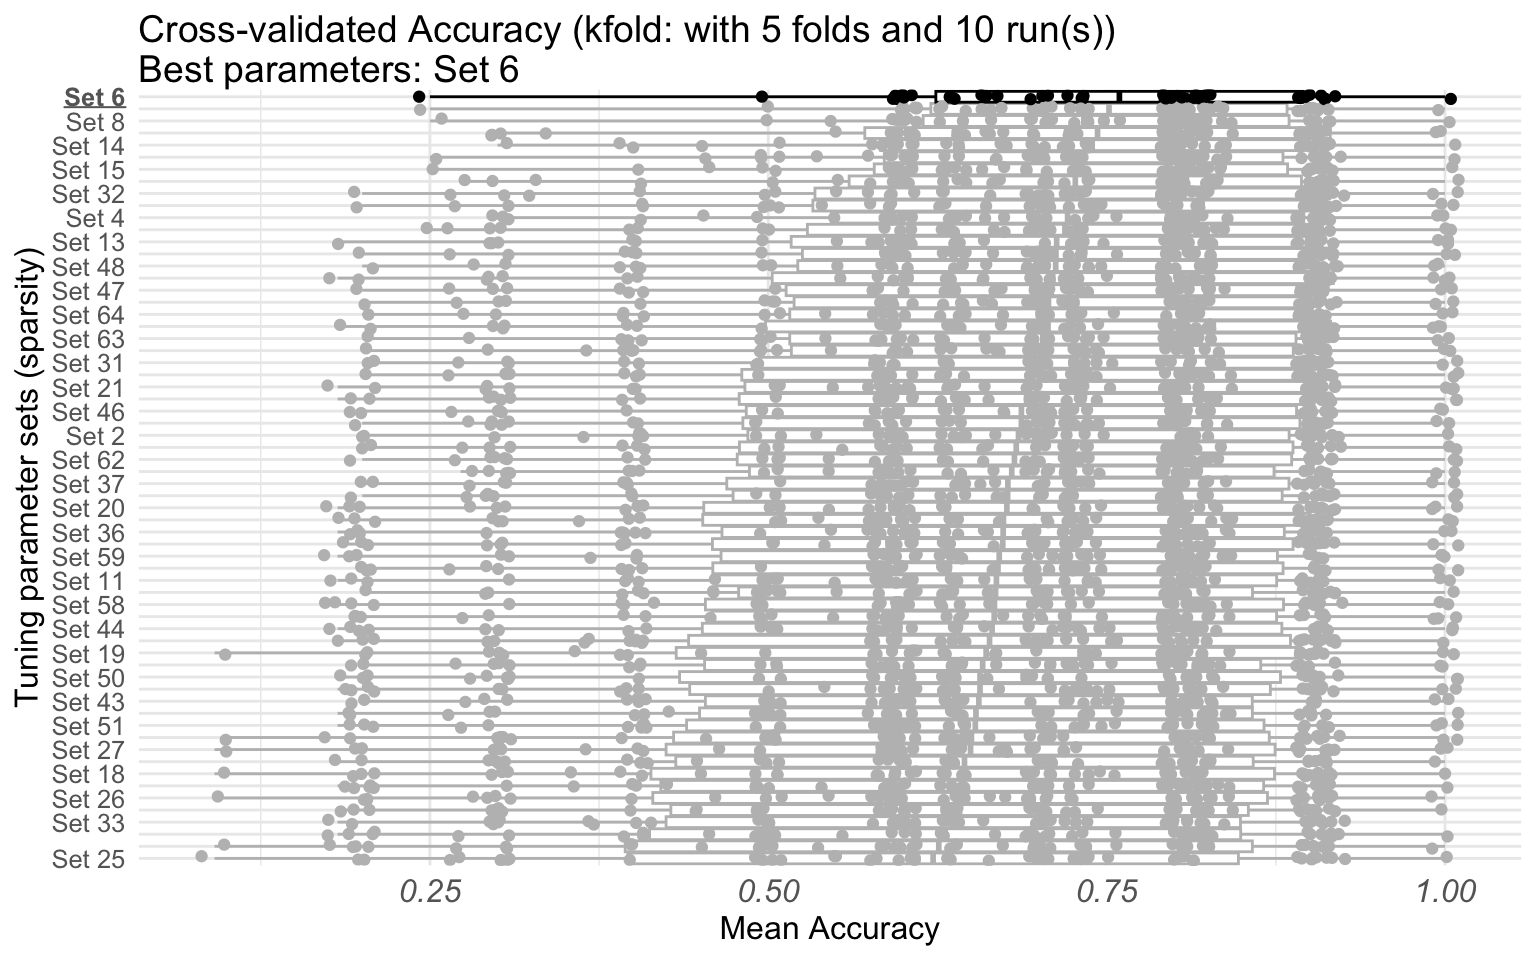 Cross-validated Accuracy (kfold: with 5 folds and 10 run(s))
Best parameters: Set 6
Tuning parameter sets (sparsity)
Set 6
Set 8
Set 14
Set 15
Set 32
Set 4
Set 13
Set 48
Set 47
Set 64
Set 63
Set 31
Set 21
Set 46
Set 2
Set 62
Set 37
Set 20
Set 36
Set 59
Set 11
Set 58
Set 44
Set 19
Set 50
Set 43
Set 51
Set 27
Set 18
Set 26
Set 33
Set 25
0.25 0.50 0.75 1.00
Mean Accuracy